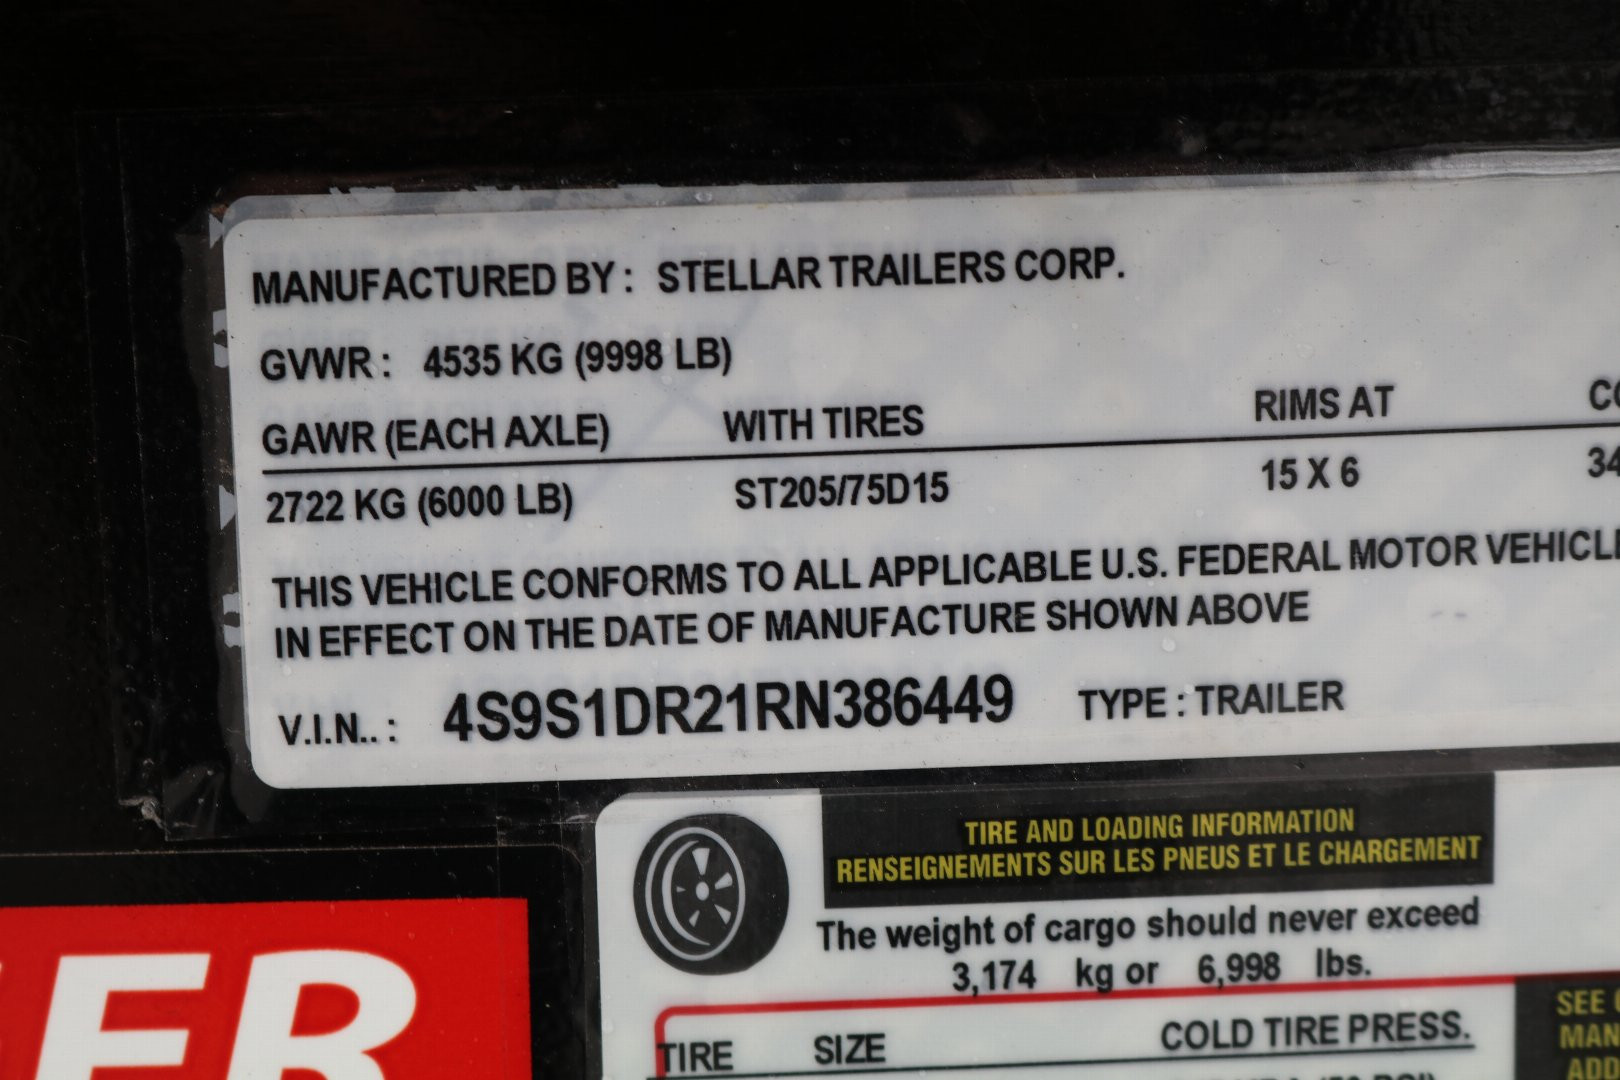 MANUFACTURED BY : STELLAR TRAILERS CORP.
GVWR : 4535 KG (9998 LB)
GAWR (EACH AXLE) WITH TIRES RIMS AT
2722 KG (6000 LB) ST205/75D15 15 X 6 34
THIS VEHICLE CONFORMS TO ALL APPLICABLE U.S. FEDERAL MOTOR VEHICLE
IN EFFECT ON THE DATE OF MANUFACTURE SHOWN ABOVE
V.I.N.. : 4S9S1DR21RN386449 TYPE : TRAILER
TIRE AND LOADING INFORMATION
RENSEIGNEMENTS SUR LES PNEUS ET LE CHARGEMENT
The weight of cargo should never exceed
3,174 kg or 6,998 lbs.
TIRE SIZE COLD TIRE PRESS.
SEE
MAN
ADD
ER